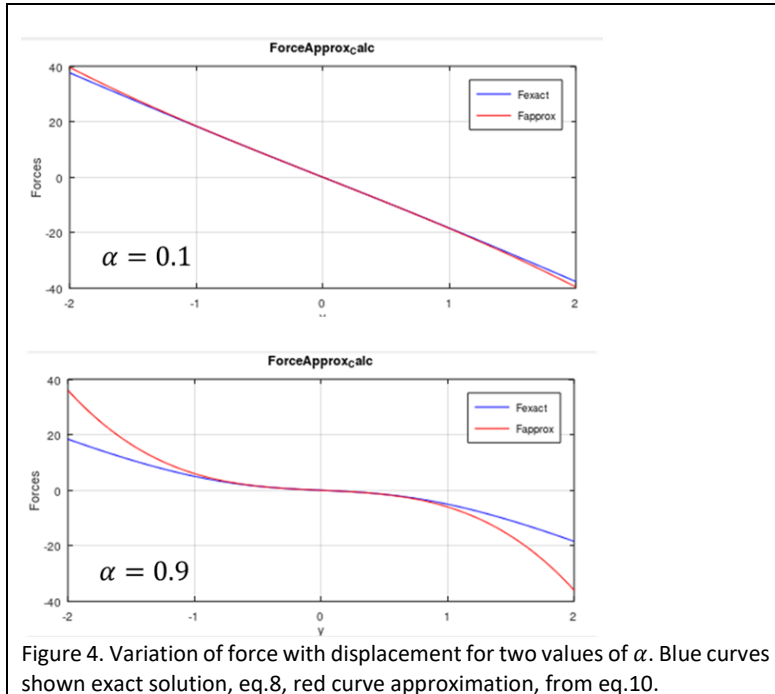 ForceApprox_Calc
40
20
0
-20
-40
Forces
Fexact
Fapprox
α = 0.1
-2 -1 0 1 2
ForceApprox_Calc
40
20
0
-20
-40
Forces
Fexact
Fapprox
α = 0.9
-2 -1 0 1 2
y
Figure 4. Variation of force with displacement for two values of α. Blue curves
shown exact solution, eq.8, red curve approximation, from eq.10.